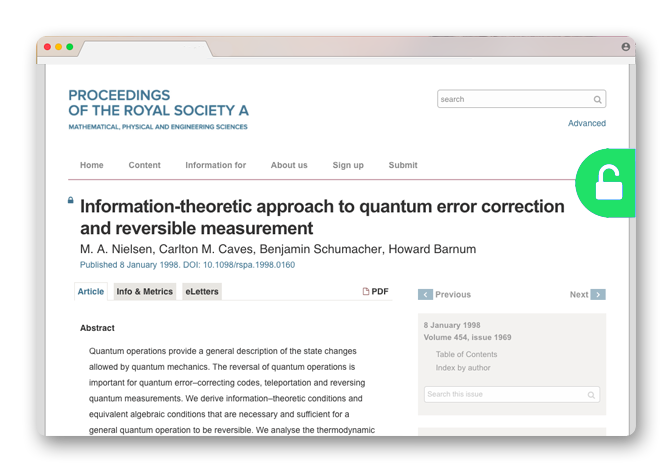 PROCEEDINGS
OF THE ROYAL SOCIETY A
MATHEMATICAL, PHYSICAL AND ENGINEERING SCIENCES
search
Advanced
Home Content Information for About us Sign up Submit
Information-theoretic approach to quantum error correction
and reversible measurement
M. A. Nielsen, Carlton M. Caves, Benjamin Schumacher, Howard Barnum
Published 8 January 1998. DOI: 10.1098/rspa.1998.0160
Article Info & Metrics eLetters PDF
< Previous Next >
Abstract
Quantum operations provide a general description of the state changes
allowed by quantum mechanics. The reversal of quantum operations is
important for quantum error–correcting codes, teleportation and reversing
quantum measurements. We derive information–theoretic conditions and
equivalent algebraic conditions that are necessary and sufficient for a
general quantum operation to be reversible. We analyse the thermodynamic
8 January 1998
Volume 454, issue 1969
Table of Contents
Index by author
Search this issue